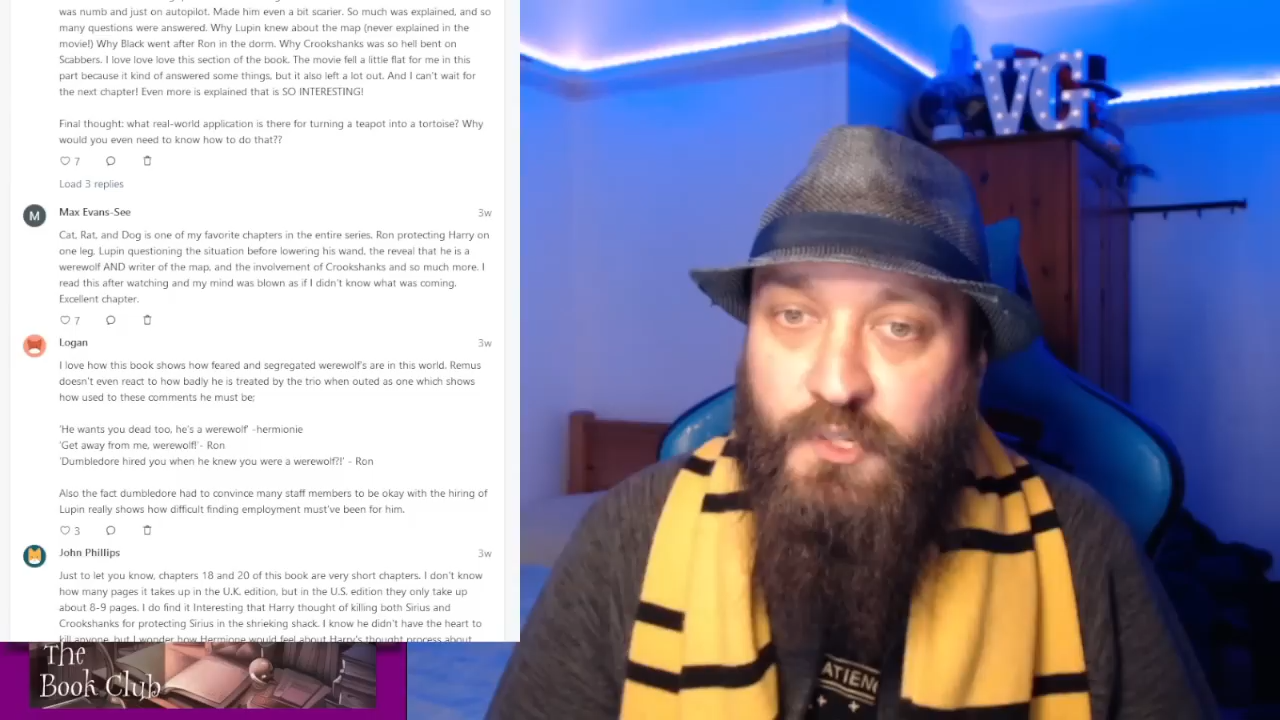 was numb and just on autopilot. Made him even a bit scarier. So much was explained, and so
many questions were answered. Why Lupin knew about the map (never explained in the
movie!) Why Black went after Ron in the dorm. Why Crookshanks was so hell bent on
Scabbers. I love love love this section of the book. The movie fell a little flat for me in this
part because it kind of answered some things, but it also left a lot out. And I can't wait for
the next chapter! Even more is explained that is SO INTERESTING!
Final thought: what real-world application is there for turning a teapot into a tortoise? Why
would you even need to know how to do that??
7
Load 3 replies
M
Max Evans-See
3w
Cat, Rat, and Dog is one of my favorite chapters in the entire series. Ron protecting Harry on
one leg. Lupin questioning the situation before lowering his wand, the reveal that he is a
werewolf AND writer of the map, and the involvement of Crookshanks and so much more. I
read this after watching and my mind was blown as if I didn't know what was coming.
Excellent chapter.
7
Logan
3w
I love how this book shows how feared and segregated werewolf's are in this world. Remus
doesn't even react to how badly he is treated by the trio when outed as one which shows
how used to these comments he must be;
'He wants you dead too, he's a werewolf' -hermionie
'Get away from me, werewolf!'- Ron
'Dumbledore hired you when he knew you were a werewolf?!' - Ron
Also the fact dumbledore had to convince many staff members to be okay with the hiring of
Lupin really shows how difficult finding employment must've been for him.
3
John Phillips
3w
Just to let you know, chapters 18 and 20 of this book are very short chapters. I don't know
how many pages it takes up in the U.K. edition, but in the U.S. edition they only take up
about 8-9 pages. I do find it Interesting that Harry thought of killing both Sirius and
Crookshanks for protecting Sirius in the shrieking shack. I know he didn't have the heart to
kill anyone, but I wonder how Hermione would feel about Harry's thought process about
The
Book Club
VG